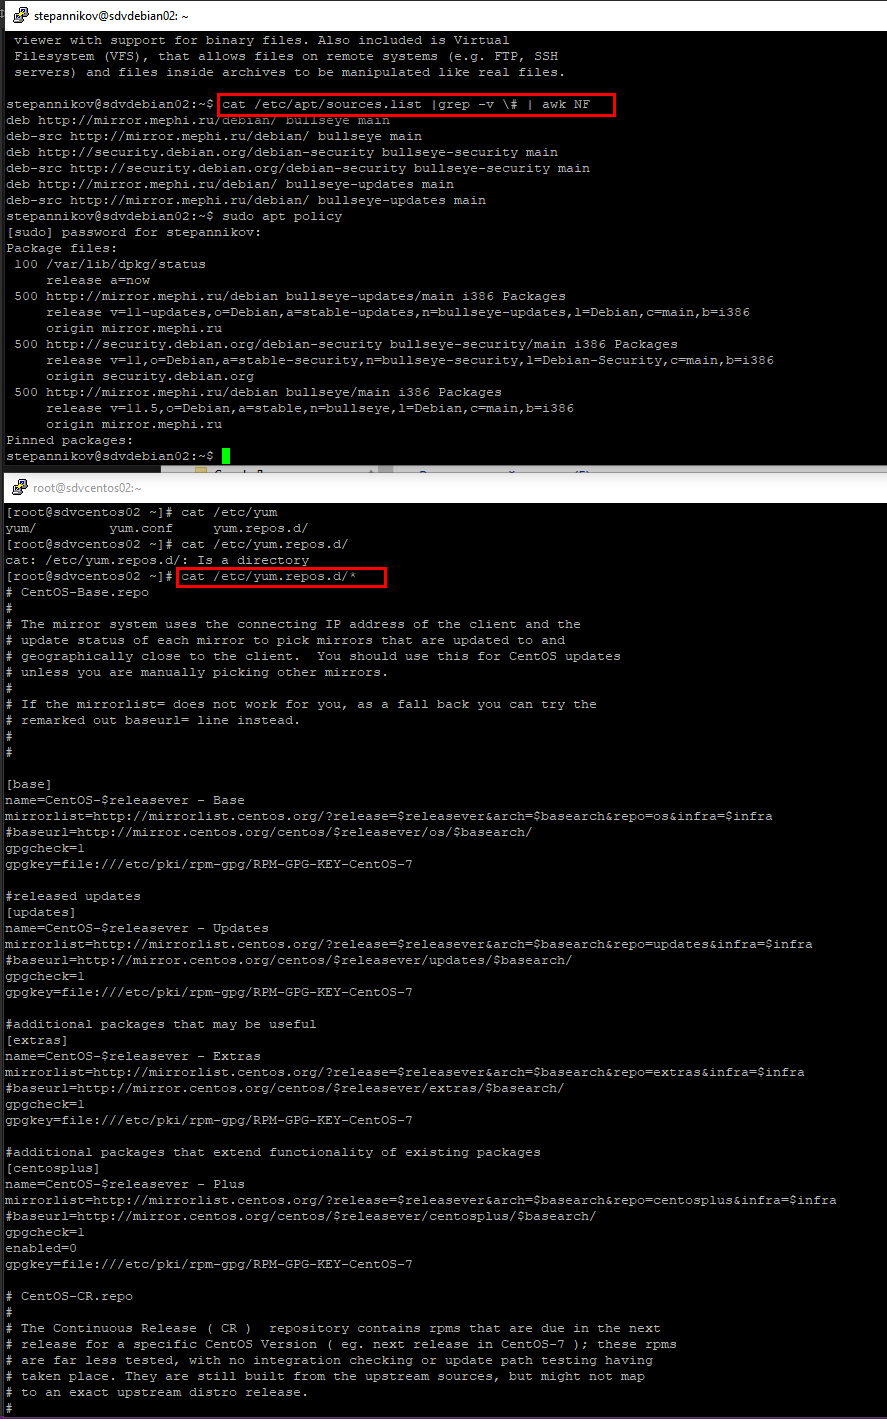 stepannikov@sdvdebian02: ~
viewer with support for binary files. Also included is Virtual
Filesystem (VFS), that allows files on remote systems (e.g. FTP, SSH
servers) and files inside archives to be manipulated like real files.
stepannikov@sdvdebian02:~$ cat /etc/apt/sources.list |grep -v \# | awk NF
deb http://mirror.mephi.ru/debian/ bullseye main
deb-src http://mirror.mephi.ru/debian/ bullseye main
deb http://security.debian.org/debian-security bullseye-security main
deb-src http://security.debian.org/debian-security bullseye-security main
deb http://mirror.mephi.ru/debian/ bullseye-updates main
deb-src http://mirror.mephi.ru/debian/ bullseye-updates main
stepannikov@sdvdebian02:~$ sudo apt policy
[sudo] password for stepannikov:
Package files:
100 /var/lib/dpkg/status
release a=now
500 http://mirror.mephi.ru/debian bullseye-updates/main i386 Packages
release v=11-updates,o=Debian,a=stable-updates,n=bullseye-updates,l=Debian,c=main,b=i386
origin mirror.mephi.ru
500 http://security.debian.org/debian-security bullseye-security/main i386 Packages
release v=11,o=Debian,a=stable-security,n=bullseye-security,l=Debian-Security,c=main,b=i386
origin security.debian.org
500 http://mirror.mephi.ru/debian bullseye/main i386 Packages
release v=11.5,o=Debian,a=stable,n=bullseye,l=Debian,c=main,b=i386
origin mirror.mephi.ru
Pinned packages:
stepannikov@sdvdebian02:~$
root@sdvcentos02:~
[root@sdvcentos02 ~]# cat /etc/yum
yum/ yum.conf yum.repos.d/
[root@sdvcentos02 ~]# cat /etc/yum.repos.d/
cat: /etc/yum.repos.d/: Is a directory
[root@sdvcentos02 ~]# cat /etc/yum.repos.d/*
# CentOS-Base.repo
#
# The mirror system uses the connecting IP address of the client and the
# update status of each mirror to pick mirrors that are updated to and
# geographically close to the client.  You should use this for CentOS updates
# unless you are manually picking other mirrors.
#
# If the mirrorlist= does not work for you, as a fall back you can try the
# remarked out baseurl= line instead.
#
#
[base]
name=CentOS-$releasever - Base
mirrorlist=http://mirrorlist.centos.org/?release=$releasever&arch=$basearch&repo=os&infra=$infra
#baseurl=http://mirror.centos.org/centos/$releasever/os/$basearch/
gpgcheck=1
gpgkey=file:///etc/pki/rpm-gpg/RPM-GPG-KEY-CentOS-7
#released updates
[updates]
name=CentOS-$releasever - Updates
mirrorlist=http://mirrorlist.centos.org/?release=$releasever&arch=$basearch&repo=updates&infra=$infra
#baseurl=http://mirror.centos.org/centos/$releasever/updates/$basearch/
gpgcheck=1
gpgkey=file:///etc/pki/rpm-gpg/RPM-GPG-KEY-CentOS-7
#additional packages that may be useful
[extras]
name=CentOS-$releasever - Extras
mirrorlist=http://mirrorlist.centos.org/?release=$releasever&arch=$basearch&repo=extras&infra=$infra
#baseurl=http://mirror.centos.org/centos/$releasever/extras/$basearch/
gpgcheck=1
gpgkey=file:///etc/pki/rpm-gpg/RPM-GPG-KEY-CentOS-7
#additional packages that extend functionality of existing packages
[centosplus]
name=CentOS-$releasever - Plus
mirrorlist=http://mirrorlist.centos.org/?release=$releasever&arch=$basearch&repo=centosplus&infra=$infra
#baseurl=http://mirror.centos.org/centos/$releasever/centosplus/$basearch/
gpgcheck=1
enabled=0
gpgkey=file:///etc/pki/rpm-gpg/RPM-GPG-KEY-CentOS-7
# CentOS-CR.repo
#
# The Continuous Release ( CR )  repository contains rpms that are due in the next
# release for a specific CentOS Version ( eg. next release in CentOS-7 ); these rpms
# are far less tested, with no integration checking or update path testing having
# taken place. They are still built from the upstream sources, but might not map
# to an exact upstream distro release.
#